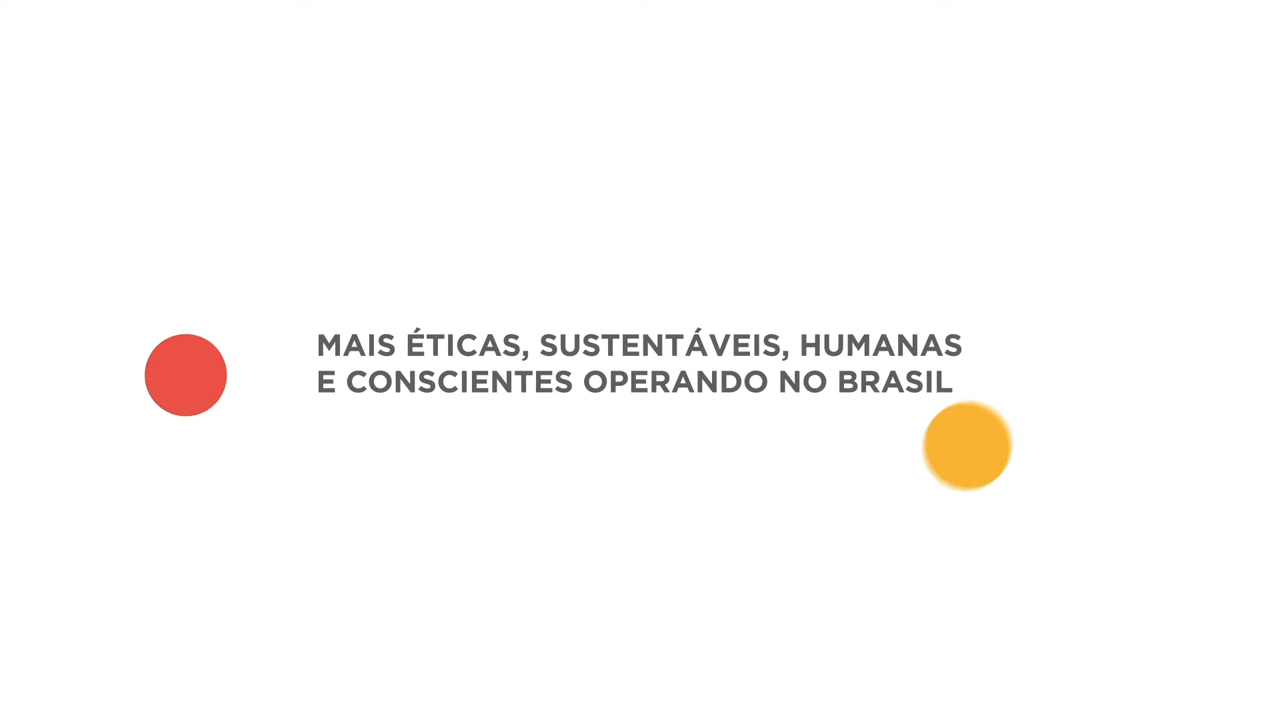 MAIS ÉTICAS, SUSTENTÁVEIS, HUMANAS
E CONSCIENTES OPERANDO NO BRASIL